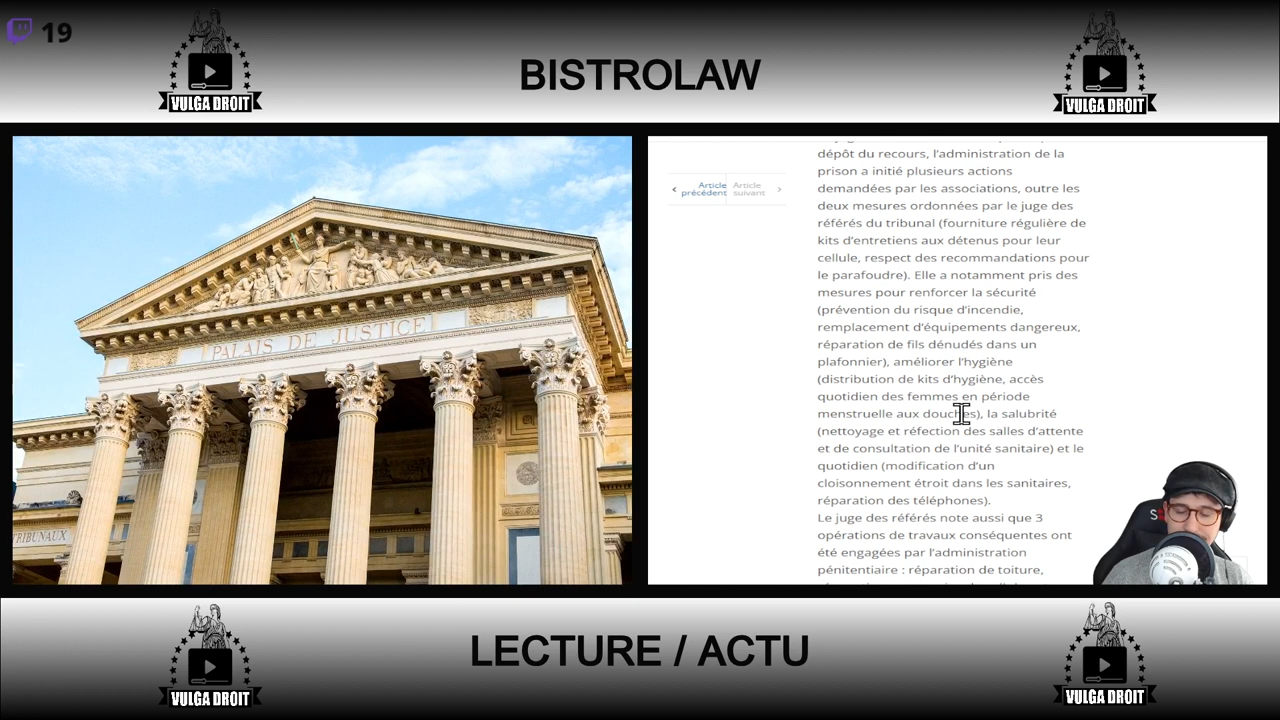 19
BISTROLAW
VULGA DROIT
VULGA DROIT
PALAIS DE JUSTICE
TRIBUNAUX
Article précédent
Article suivant
dépôt du recours, l’administration de la
prison a initié plusieurs actions
demandées par les associations, outre les
deux mesures ordonnées par le juge des
référés du tribunal (fourniture régulière de
kits d’entretiens aux détenus pour leur
cellule, respect des recommandations pour
le parafoudre). Elle a notamment pris des
mesures pour renforcer la sécurité
(prévention du risque d’incendie,
remplacement d’équipements dangereux,
réparation de fils dénudés dans un
plafonnier), améliorer l’hygiène
(distribution de kits d’hygiène, accès
quotidien des femmes en période
menstruelle aux douches), la salubrité
(nettoyage et réfection des salles d’attente
et de consultation de l’unité sanitaire) et le
quotidien (modification d’un
cloisonnement étroit dans les sanitaires,
réparation des téléphones).
Le juge des référés note aussi que 3
opérations de travaux conséquentes ont
été engagées par l’administration
pénitentiaire : réparation de toiture,
LECTURE / ACTU
VULGA DROIT
VULGA DROIT